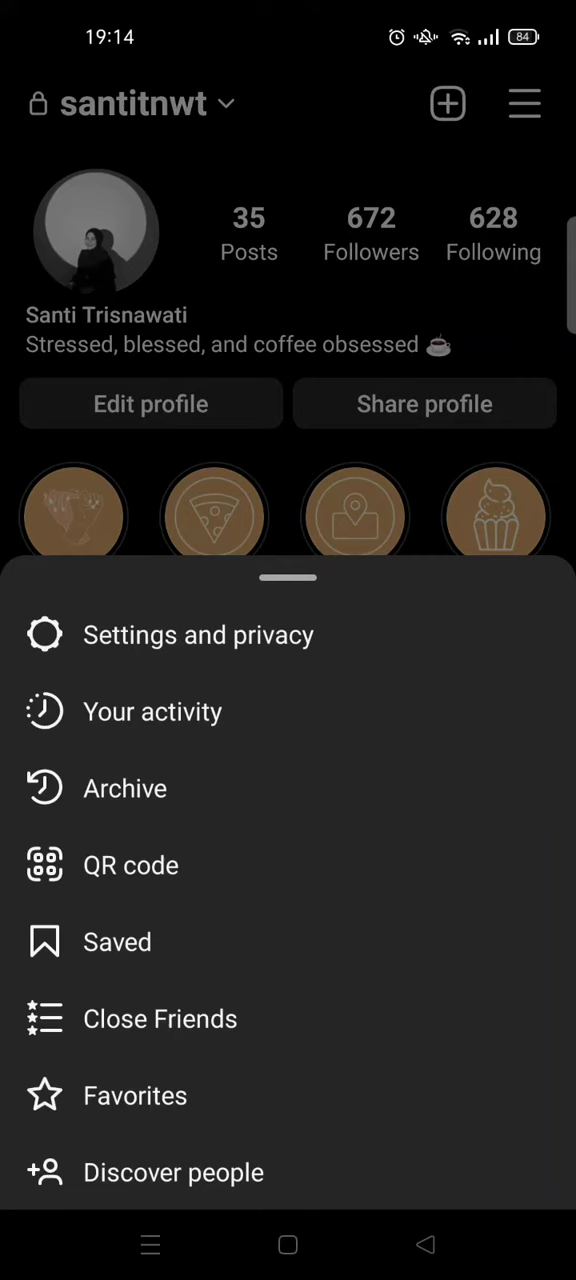 19:14
84
santitnwt
35 672 628
Posts Followers Following
Santi Trisnawati
Stressed, blessed, and coffee obsessed ☕
Edit profile Share profile
Settings and privacy
Your activity
Archive
QR code
Saved
Close Friends
Favorites
Discover people